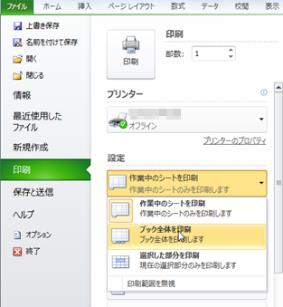 ファイル ホーム 挿入 ページ レイアウト 数式 データ 校閲 表示
上書き保存
名前を付けて保存
開く
閉じる
情報
最近使用した
ファイル
新規作成
印刷
保存と送信
ヘルプ
オプション
終了
印刷
印刷
部数: 1
プリンター
オフライン
プリンターのプロパティ
設定
作業中のシートを印刷
作業中のシートのみを印刷します
作業中のシートを印刷
作業中のシートのみを印刷します
ブック全体を印刷
ブック全体を印刷します
選択した部分を印刷
現在の選択部分のみを印刷します
印刷範囲を無視